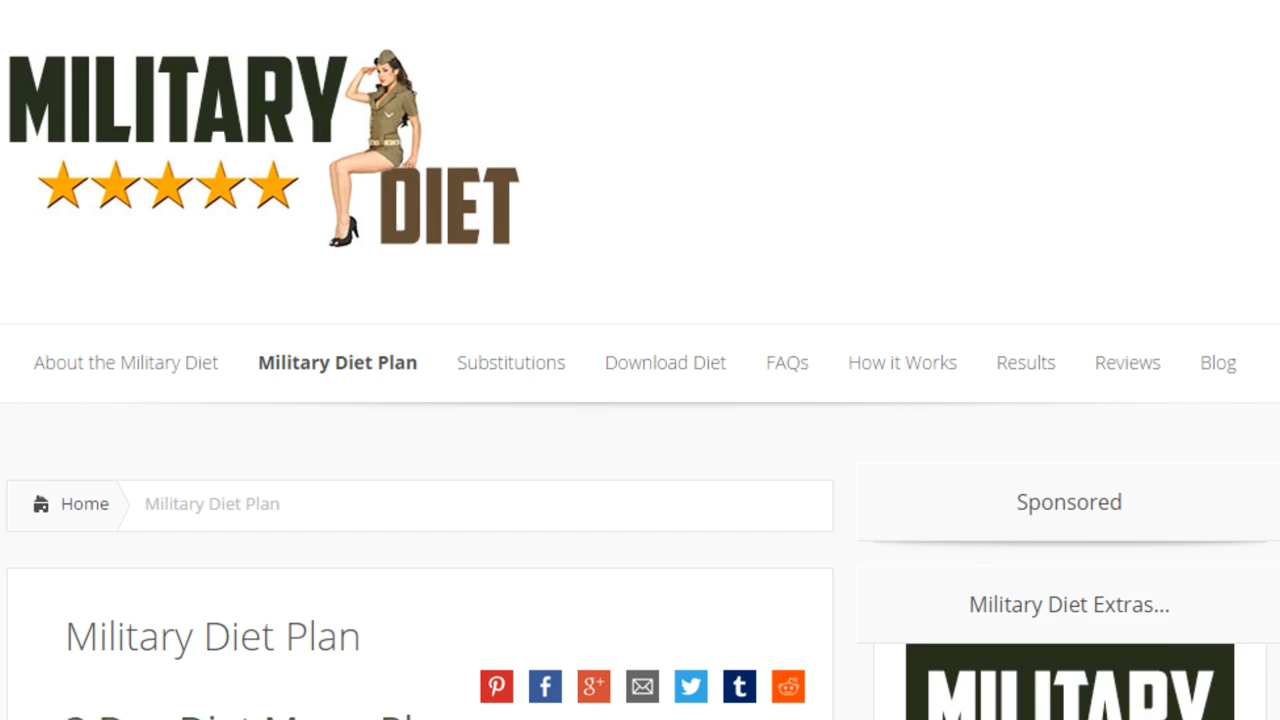 MILITARY
DIET
About the Military Diet Military Diet Plan Substitutions Download Diet FAQs How it Works Results Reviews Blog
Home Military Diet Plan
Sponsored
Military Diet Extras...
Military Diet Plan
MILITARY